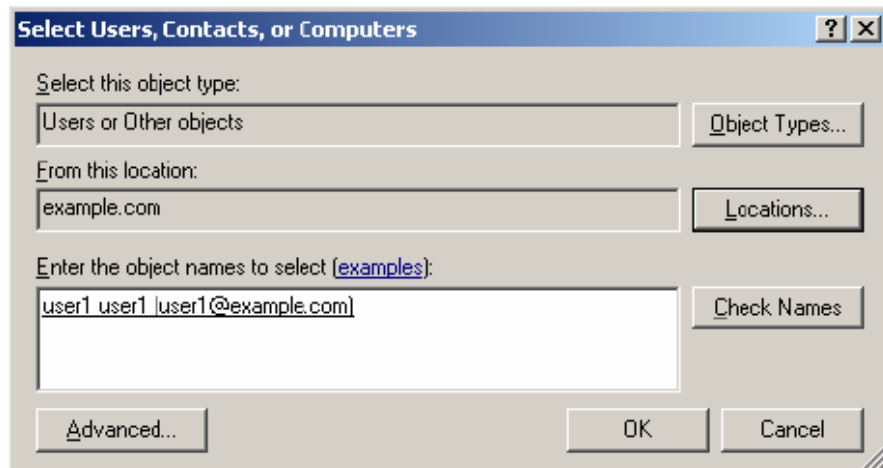 Select Users, Contacts, or Computers
Select this object type:
Users or Other objects
Object Types...
From this location:
example.com
Locations...
Enter the object names to select (examples):
user1 user1 (user1@example.com)
Check Names
Advanced...
OK
Cancel